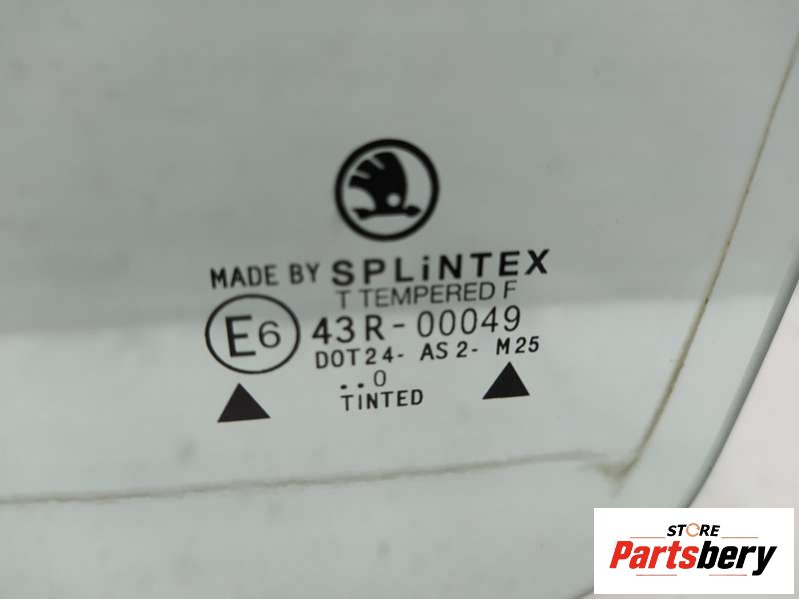 MADE BY SPLiNTEX
T TEMPERED F
E6 43R-00049
DOT24- AS2- M25
..0
TINTED
STORE
Partsbery